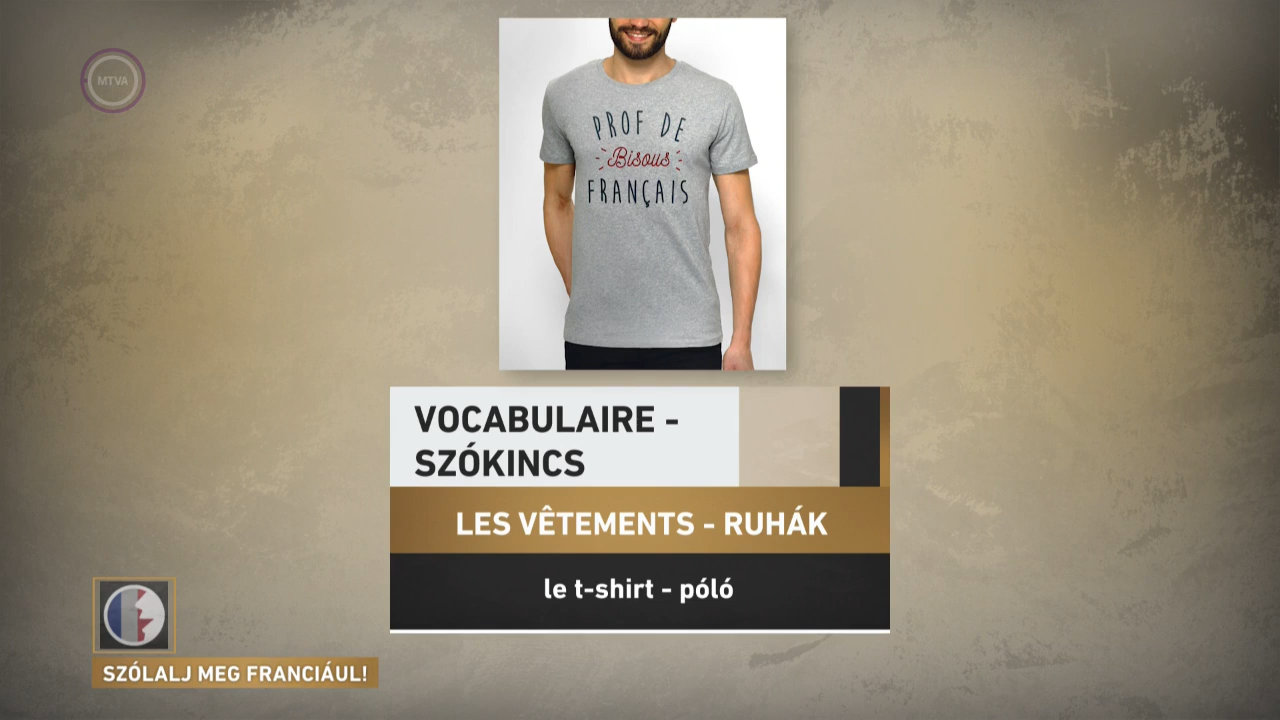 MTVA
PROF DE
Bisous
FRANÇAIS
VOCABULAIRE -
SZÓKINCS
LES VÊTEMENTS - RUHÁK
le t-shirt - póló
SZÓLALJ MEG FRANCIÁUL!